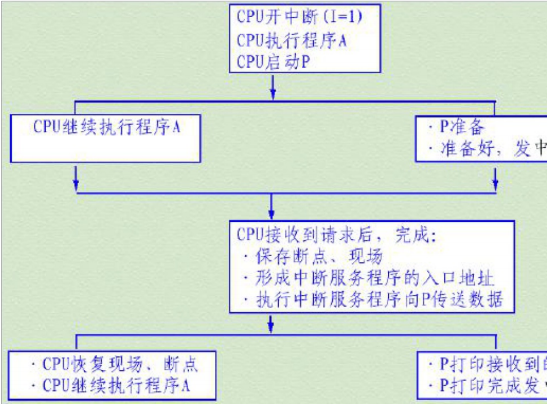 CPU开中断(I=1)
CPU执行程序A
CPU启动P
CPU继续执行程序A
·P准备
·准备好，发中
CPU接收到请求后，完成：
·保存断点、现场
·形成中断服务程序的入口地址
·执行中断服务程序向P传送数据
·CPU恢复现场、断点
·CPU继续执行程序A
·P打印接收到的
·P打印完成发